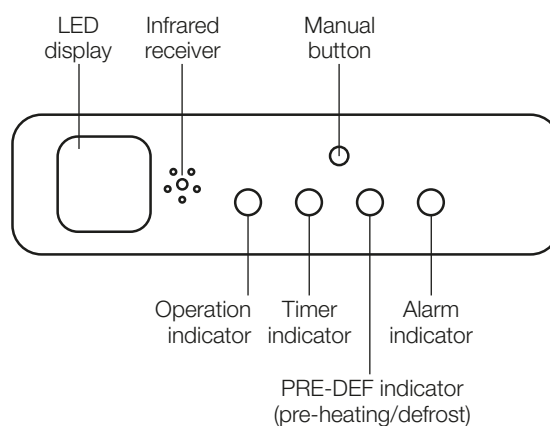 LED
display
Infrared
receiver
Manual
button
Operation
indicator
Timer
indicator
Alarm
indicator
PRE-DEF indicator
(pre-heating/defrost)